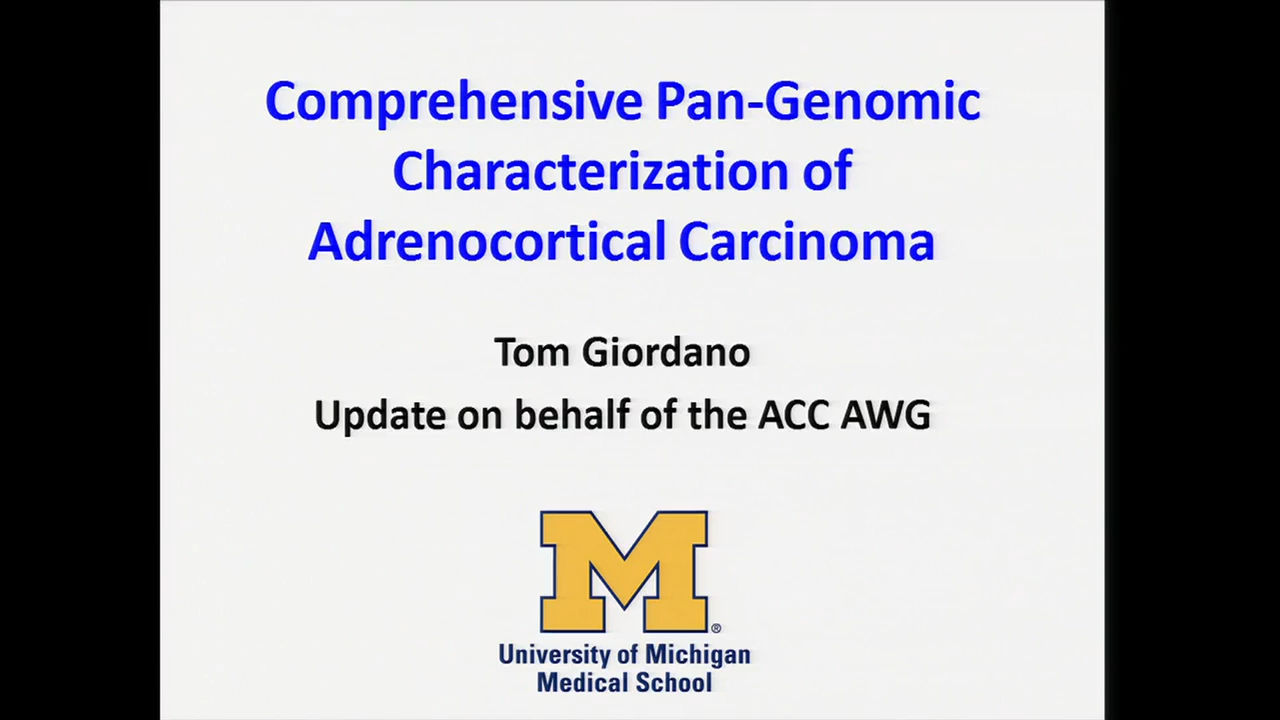 Comprehensive Pan-Genomic
Characterization of
Adrenocortical Carcinoma
Tom Giordano
Update on behalf of the ACC AWG
M®
University of Michigan
Medical School